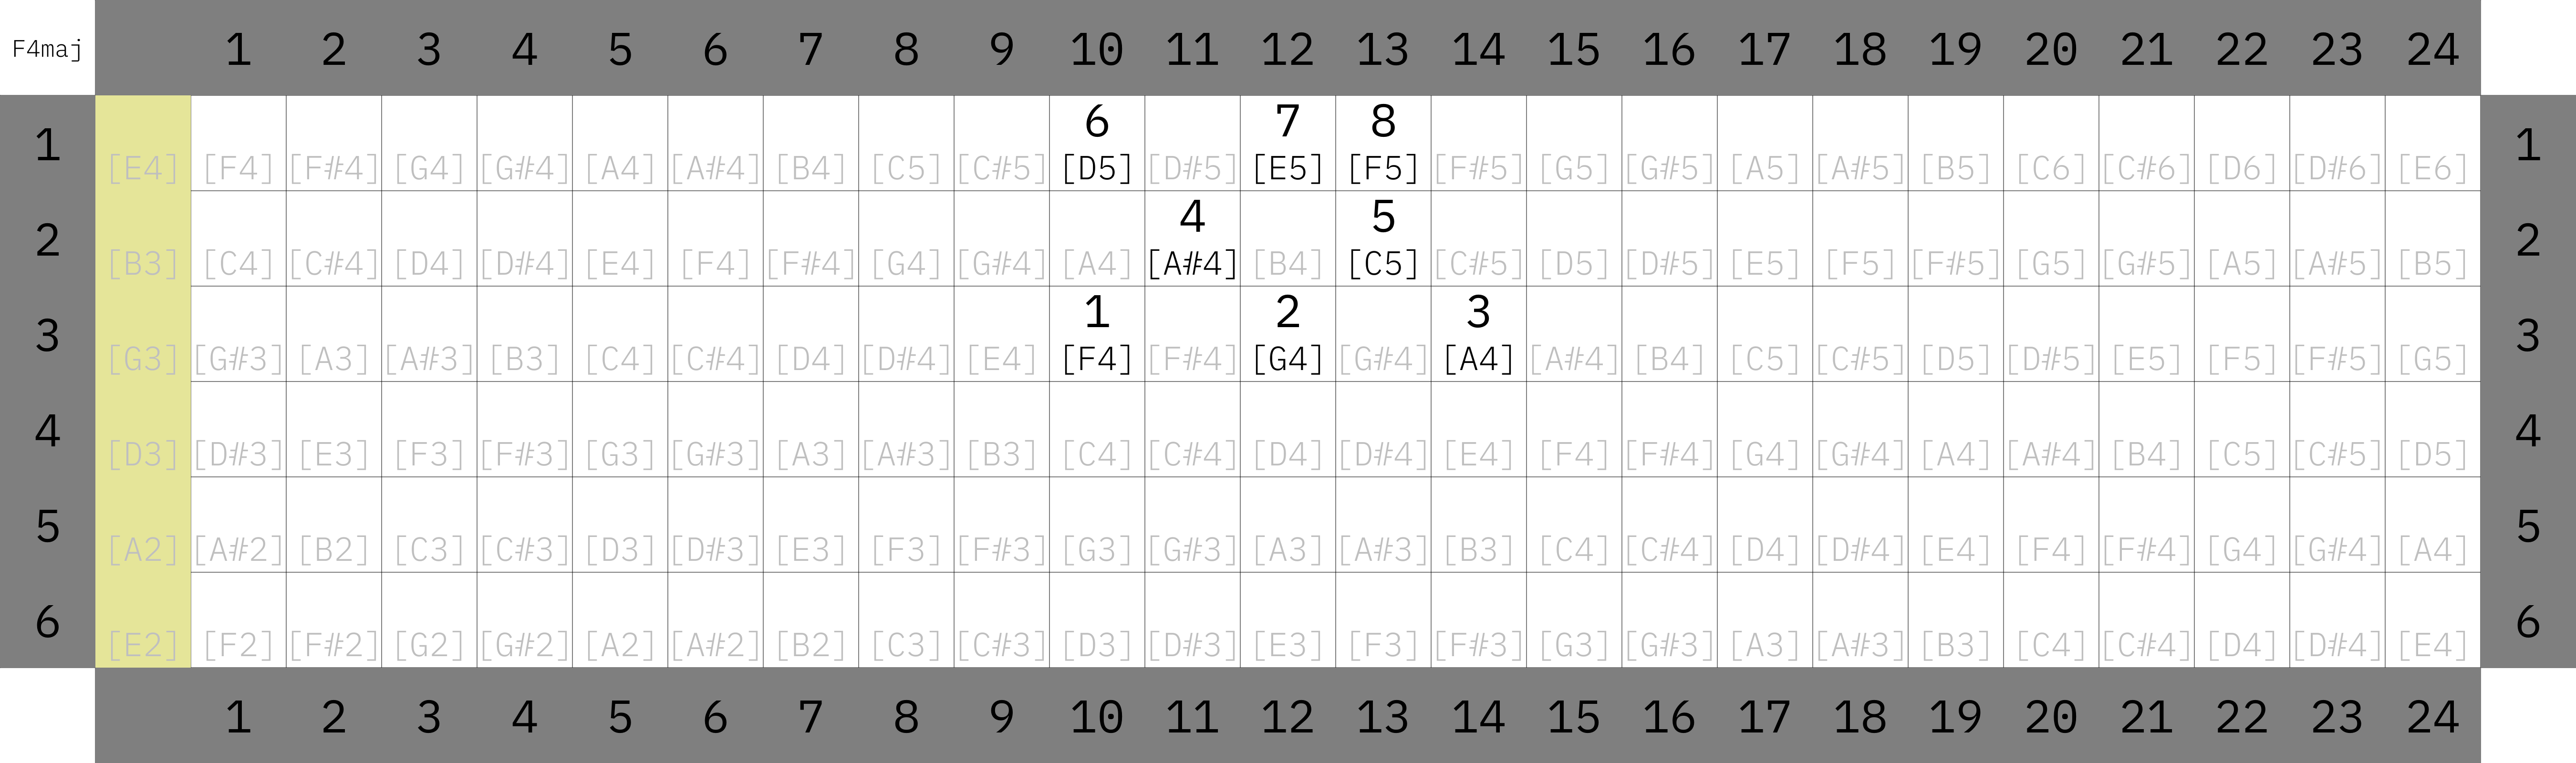 F4maj 1 2 3 4 5 6 7 8 9 10 11 12 13 14 15 16 17 18 19 20 21 22 23 24
6 7 8
1 [E4] [F4] [F#4] [G4] [G#4] [A4] [A#4] [B4] [C5] [C#5] [D5] [D#5] [E5] [F5] [F#5] [G5] [G#5] [A5] [A#5] [B5] [C6] [C#6] [D6] [D#6] [E6] 1
4 5
2 [B3] [C4] [C#4] [D4] [D#4] [E4] [F4] [F#4] [G4] [G#4] [A4] [A#4] [B4] [C5] [C#5] [D5] [D#5] [E5] [F5] [F#5] [G5] [G#5] [A5] [A#5] [B5] 2
1 2 3
3 [G3] [G#3] [A3] [A#3] [B3] [C4] [C#4] [D4] [D#4] [E4] [F4] [F#4] [G4] [G#4] [A4] [A#4] [B4] [C5] [C#5] [D5] [D#5] [E5] [F5] [F#5] [G5] 3
4 [D3] [D#3] [E3] [F3] [F#3] [G3] [G#3] [A3] [A#3] [B3] [C4] [C#4] [D4] [D#4] [E4] [F4] [F#4] [G4] [G#4] [A4] [A#4] [B4] [C5] [C#5] [D5] 4
5 [A2] [A#2] [B2] [C3] [C#3] [D3] [D#3] [E3] [F3] [F#3] [G3] [G#3] [A3] [A#3] [B3] [C4] [C#4] [D4] [D#4] [E4] [F4] [F#4] [G4] [G#4] [A4] 5
6 [E2] [F2] [F#2] [G2] [G#2] [A2] [A#2] [B2] [C3] [C#3] [D3] [D#3] [E3] [F3] [F#3] [G3] [G#3] [A3] [A#3] [B3] [C4] [C#4] [D4] [D#4] [E4] 6
1 2 3 4 5 6 7 8 9 10 11 12 13 14 15 16 17 18 19 20 21 22 23 24